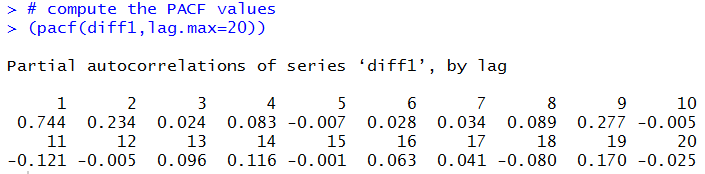 > # compute the PACF values
> (pacf(diff1,lag.max=20))
Partial autocorrelations of series ‘diff1’, by lag
1 2 3 4 5 6 7 8 9 10
0.744 0.234 0.024 0.083 -0.007 0.028 0.034 0.089 0.277 -0.005
11 12 13 14 15 16 17 18 19 20
-0.121 -0.005 0.096 0.116 -0.001 0.063 0.041 -0.080 0.170 -0.025